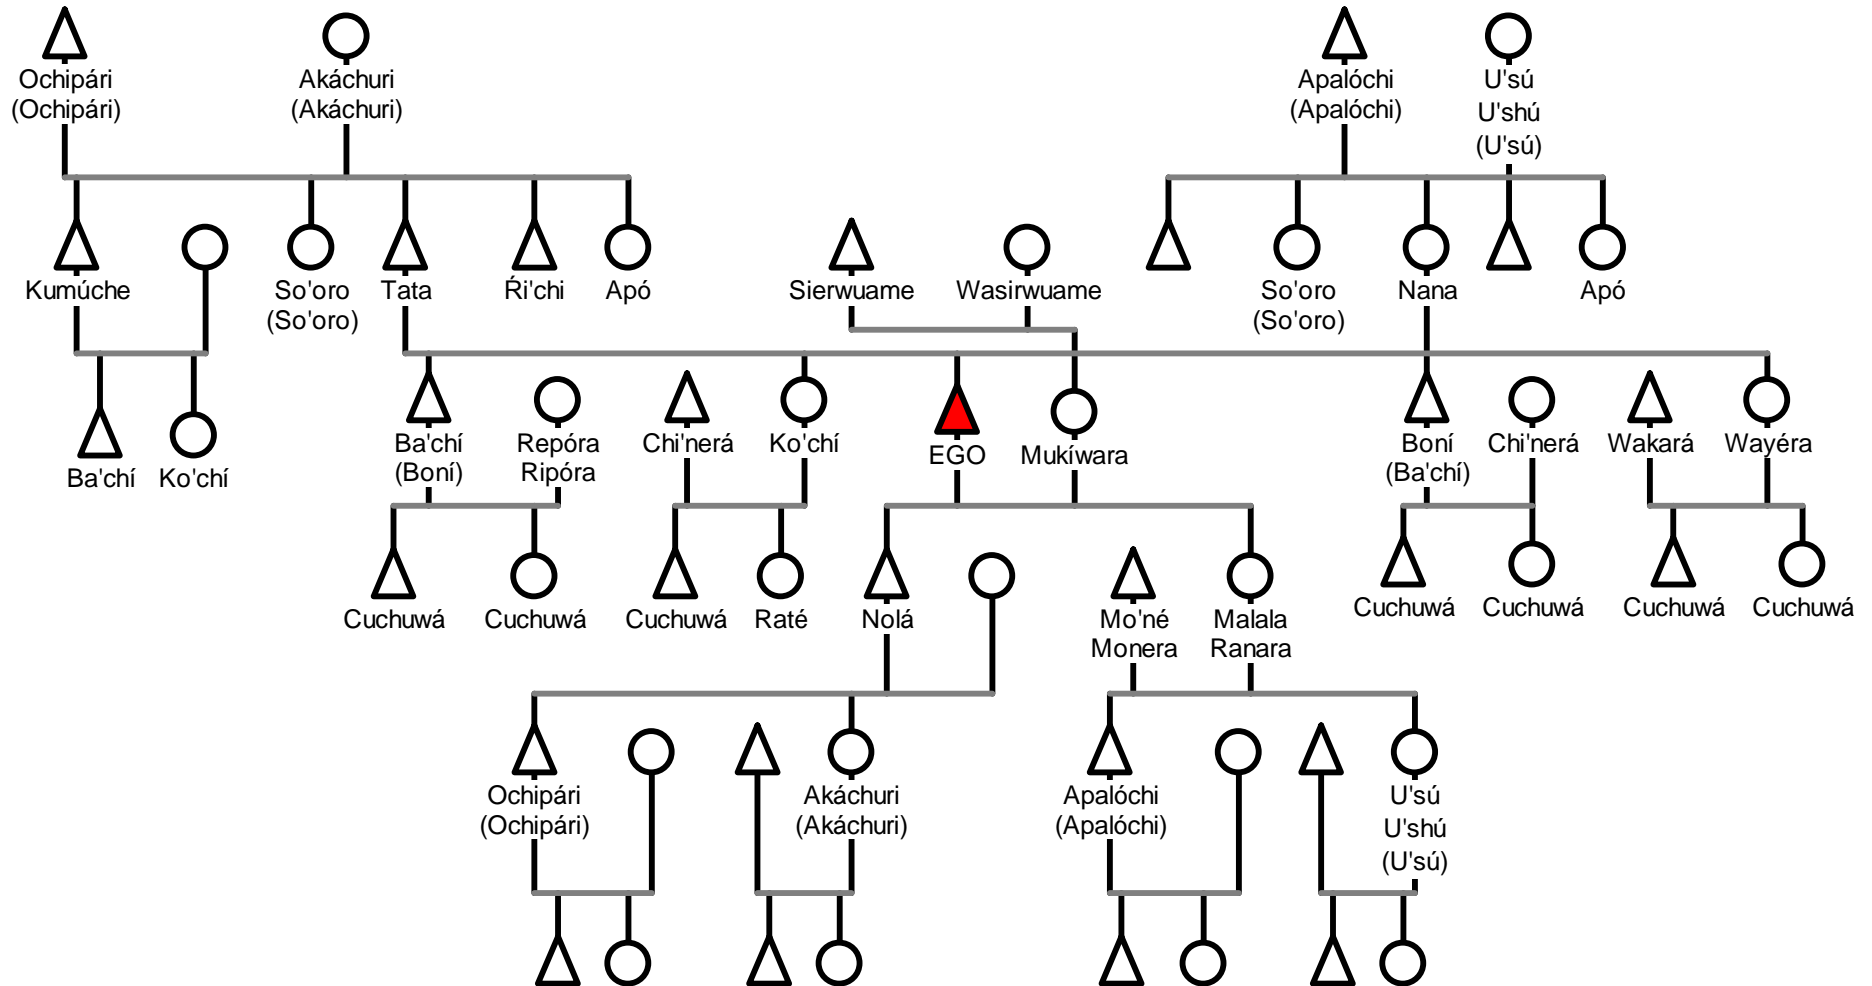 Ochipári
(Ochipári)
Akáchuri
(Akáchuri)
Apalóchi
(Apalóchi)
U'sú
U'shú
(U'sú)
Kumúche
So'oro
(So'oro)
Tata
Ŕi'chi
Apó
Sierwuame
Wasirwuame
So'oro
(So'oro)
Nana
Apó
Ba'chí
Ko'chí
Ba'chí
(Boní)
Repóra
Ripóra
Chi'nerá
Ko'chí
EGO
Mukíwara
Boní
(Ba'chí)
Chi'nerá
Wakará
Wayéra
Cuchuwá
Cuchuwá
Cuchuwá
Raté
Nolá
Mo'né
Monera
Malala
Ranara
Cuchuwá
Cuchuwá
Cuchuwá
Cuchuwá
Ochipári
(Ochipári)
Akáchuri
(Akáchuri)
Apalóchi
(Apalóchi)
U'sú
U'shú
(U'sú)